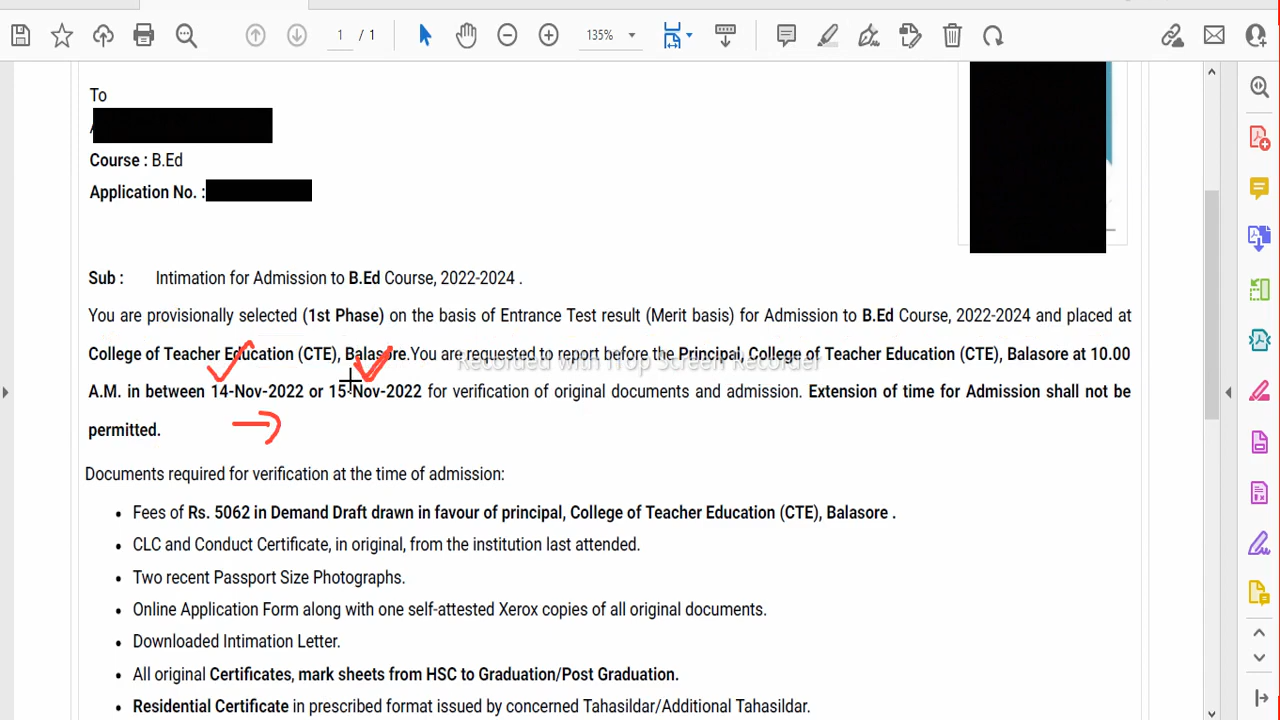 1 / 1
135%
To
Course : B.Ed
Application No. :
Sub : Intimation for Admission to B.Ed Course, 2022-2024 .
You are provisionally selected (1st Phase) on the basis of Entrance Test result (Merit basis) for Admission to B.Ed Course, 2022-2024 and placed at
College of Teacher Education (CTE), Balasore.You are requested to report before the Principal, College of Teacher Education (CTE), Balasore at 10.00
Recorded with iTop Screen Recorder
A.M. in between 14-Nov-2022 or 15-Nov-2022 for verification of original documents and admission. Extension of time for Admission shall not be
permitted.
Documents required for verification at the time of admission:
• Fees of Rs. 5062 in Demand Draft drawn in favour of principal, College of Teacher Education (CTE), Balasore .
• CLC and Conduct Certificate, in original, from the institution last attended.
• Two recent Passport Size Photographs.
• Online Application Form along with one self-attested Xerox copies of all original documents.
• Downloaded Intimation Letter.
• All original Certificates, mark sheets from HSC to Graduation/Post Graduation.
• Residential Certificate in prescribed format issued by concerned Tahasildar/Additional Tahasildar.